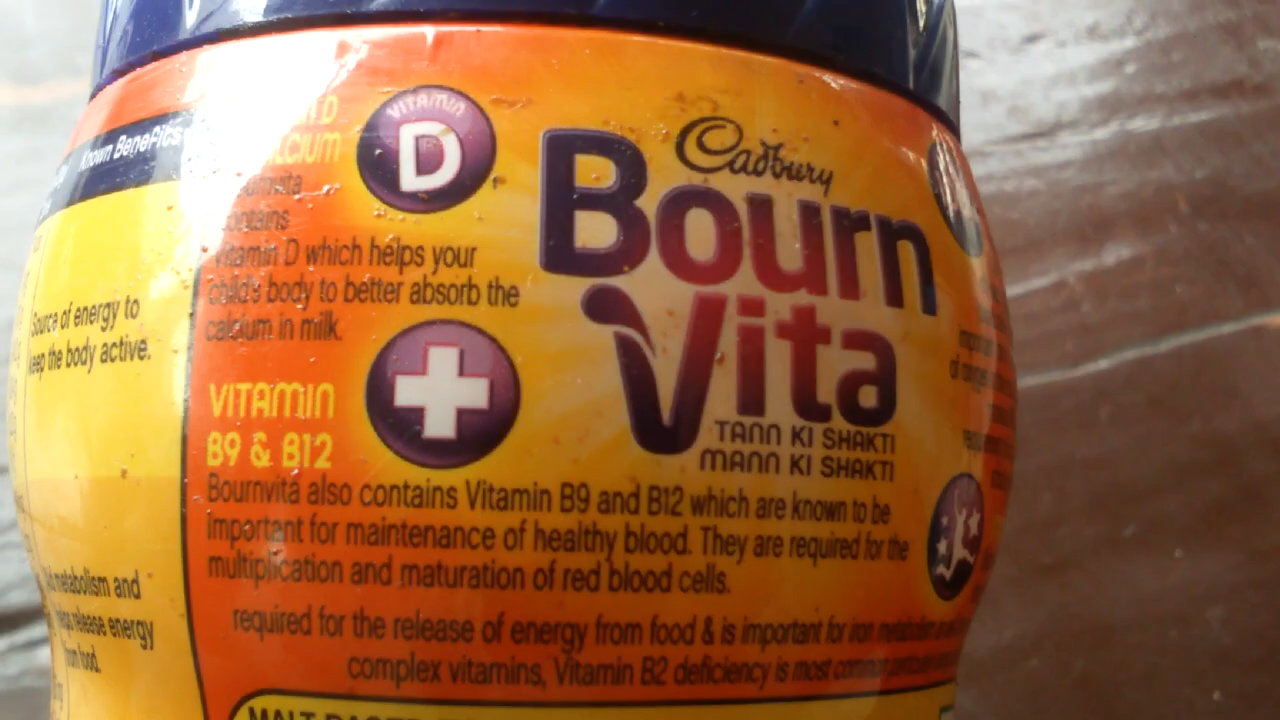 Known Benefits
Source of energy to
keep the body active.
metabolism and
release energy
from food.
VITAMIN
D
contains
Vitamin D which helps your
child's body to better absorb the
calcium in milk.
VITAMIN
B9 & B12
Cadbury
Bourn
Vita
TANN KI SHAKTI
MANN KI SHAKTI
Bournvita also contains Vitamin B9 and B12 which are known to be
important for maintenance of healthy blood. They are required for the
multiplication and maturation of red blood cells.
required for the release of energy from food & is important for iron metabolism
complex vitamins, Vitamin B2 deficiency is most common